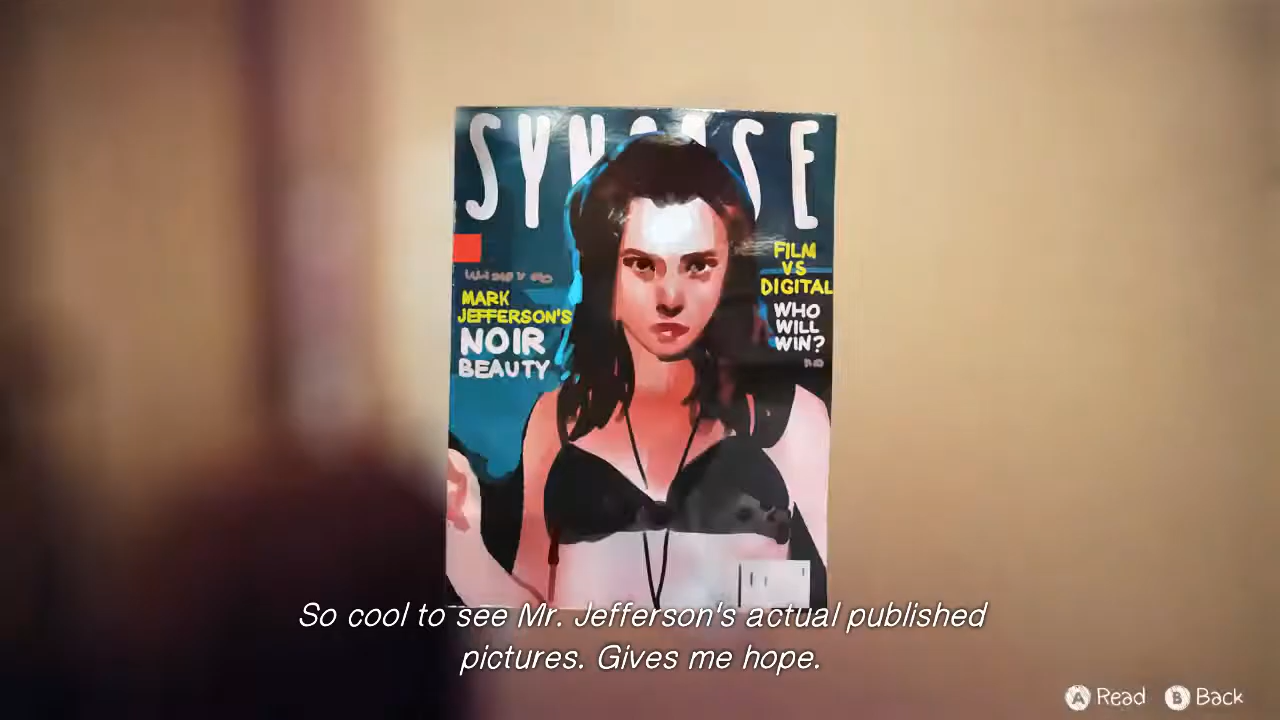 MARK
JEFFERSON'S
NOIR
BEAUTY
FILM
VS
DIGITAL
WHO
WILL
WIN?
So cool to see Mr. Jefferson's actual published
pictures. Gives me hope.
A Read B Back